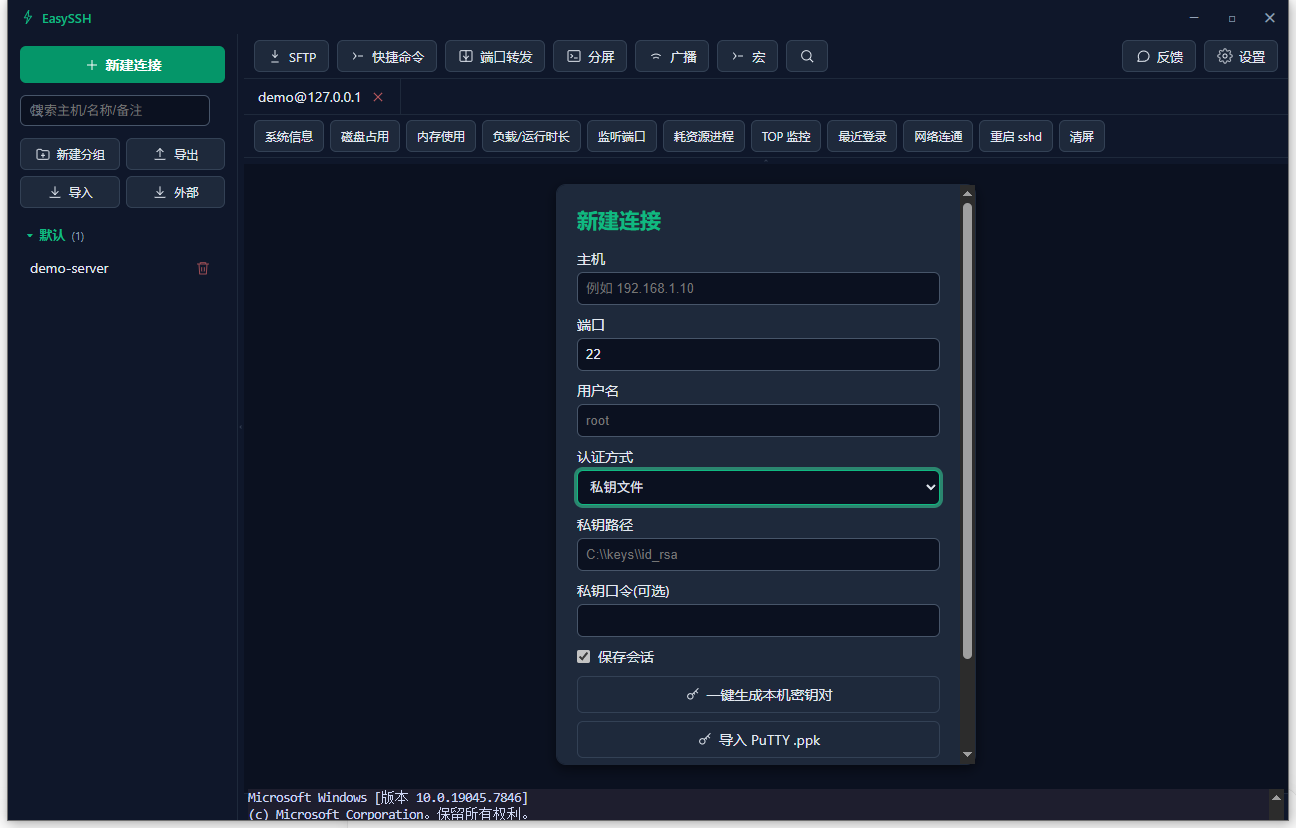 EasySSH
新建连接
搜索主机/名称/备注
新建分组
导出
导入
外部
默认 (1)
demo-server
SFTP
快捷命令
端口转发
分屏
广播
宏
反馈
设置
demo@127.0.0.1
系统信息
磁盘占用
内存使用
负载/运行时长
监听端口
耗资源进程
TOP 监控
最近登录
网络连通
重启 sshd
清屏
新建连接
主机
例如 192.168.1.10
端口
22
用户名
root
认证方式
私钥文件
私钥路径
C:\\keys\\id_rsa
私钥口令(可选)
保存会话
一键生成本机密钥对
导入 PuTTY .ppk
Microsoft Windows [版本 10.0.19045.7846]
(c) Microsoft Corporation。保留所有权利。